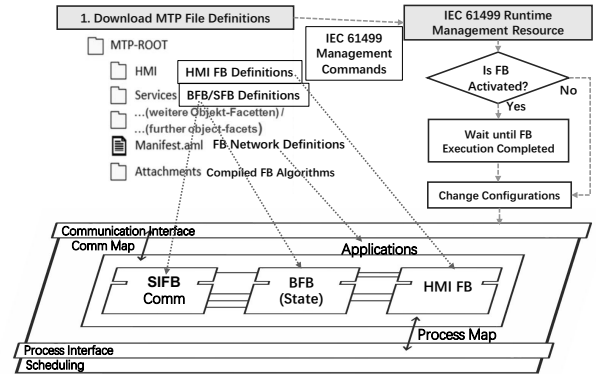 1. Download MTP File Definitions
IEC 61499 Runtime
Management Resource
IEC 61499
Management
Commands
MTP-ROOT
HMI
HMI FB Definitions
Services
BFB/SFB Definitions
...(weitere Objekt-Facetten) /
...(further object-facets)
Manifest.aml
FB Network Definitions
Attachments
Compiled FB Algorithms
Is FB
Activated?
No
Yes
Wait until FB
Execution Completed
Change Configurations
Communication Interface
Comm Map
Applications
SIFB
Comm
BFB
(State)
HMI FB
Process Map
Process Interface
Scheduling